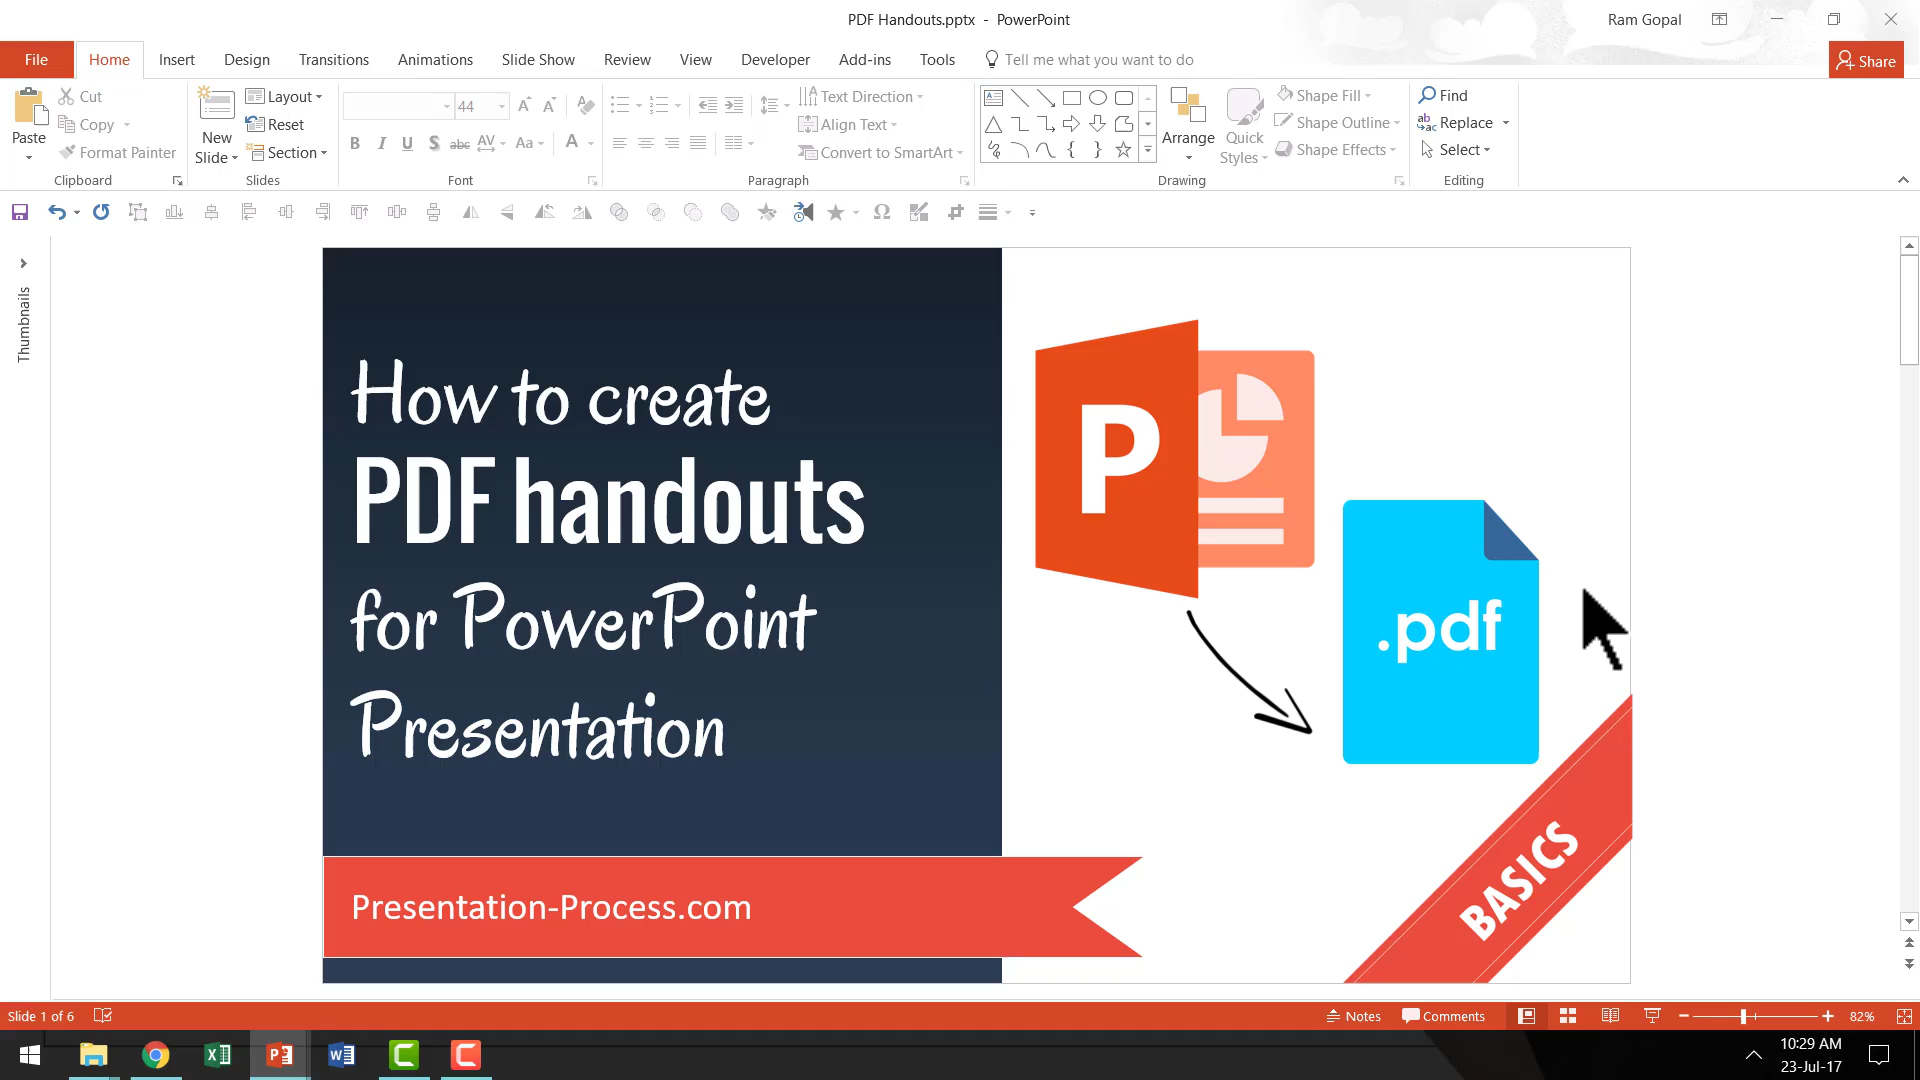 PDF Handouts.pptx - PowerPoint
Ram Gopal
File Home Insert Design Transitions Animations Slide Show Review View Developer Add-ins Tools Tell me what you want to do Share
Paste
Cut
Copy
Format Painter
Clipboard
New Slide
Layout
Reset
Section
Slides
44
B I U S abc AV Aa A
Font
Text Direction
Align Text
Convert to SmartArt
Paragraph
Arrange
Quick Styles
Shape Fill
Shape Outline
Shape Effects
Drawing
Find
Replace
Select
Editing
Thumbnails
How to create
PDF handouts
for PowerPoint
Presentation
Presentation-Process.com
P
.pdf
BASICS
Slide 1 of 6
Notes
Comments
82%
10:29 AM
23-Jul-17